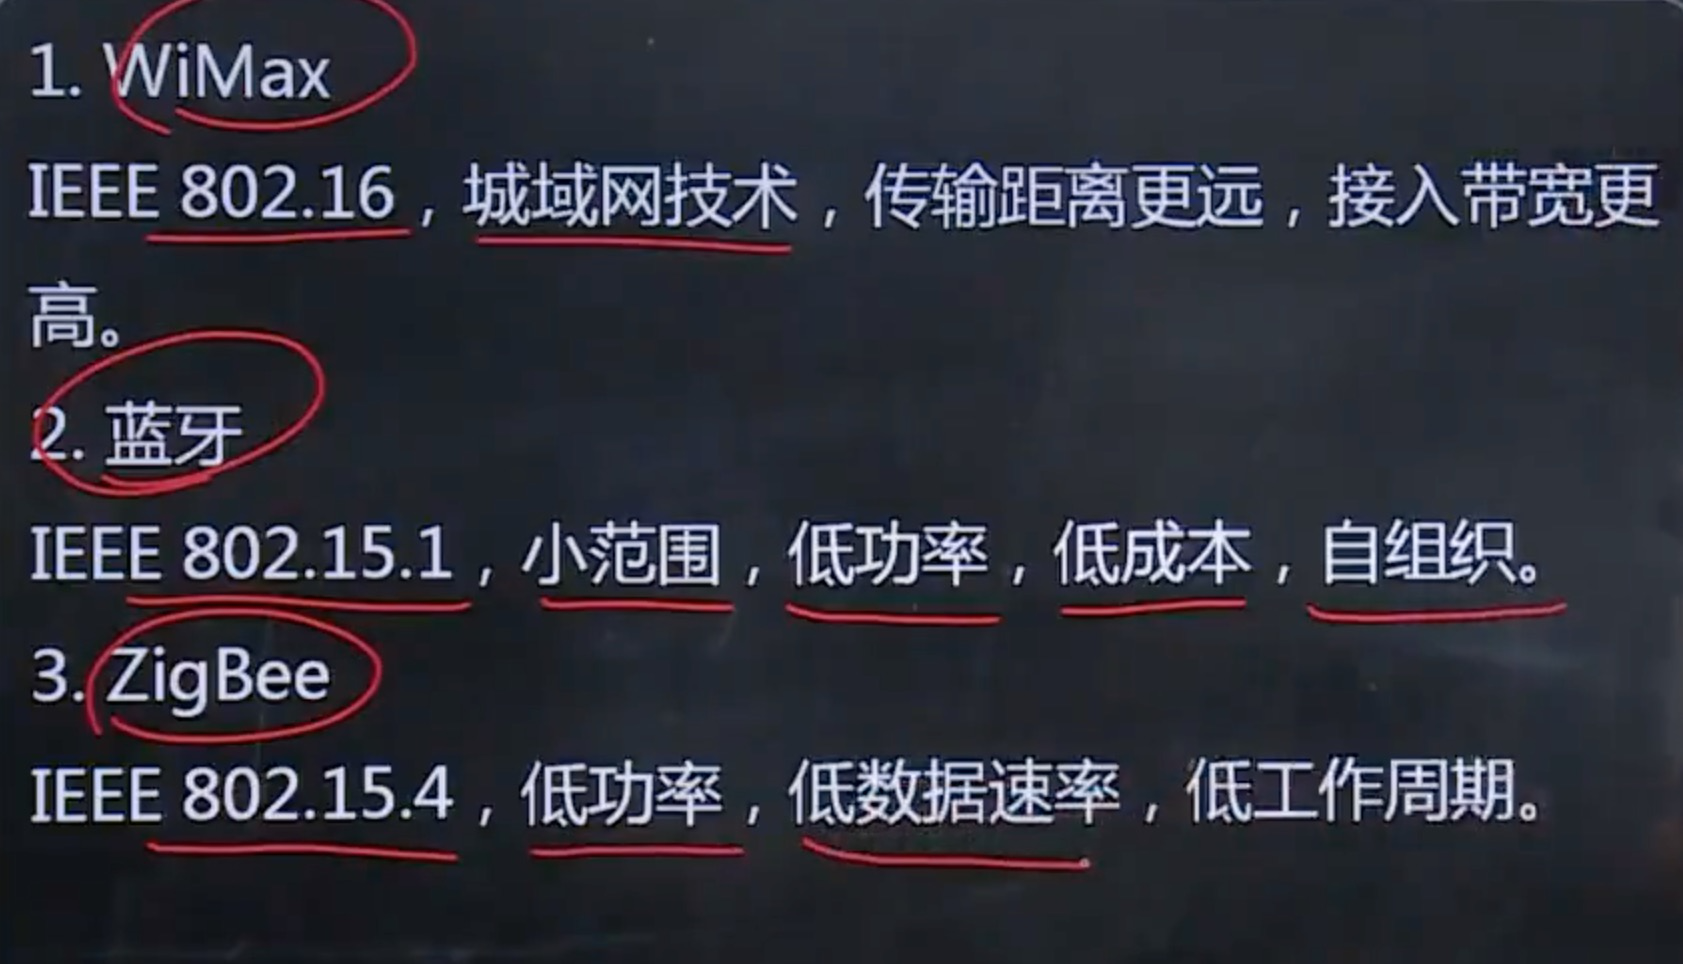 1. WiMax
IEEE 802.16，城域网技术，传输距离更远，接入带宽更
高。
2. 蓝牙
IEEE 802.15.1，小范围，低功率，低成本，自组织。
3. ZigBee
IEEE 802.15.4，低功率，低数据速率，低工作周期。